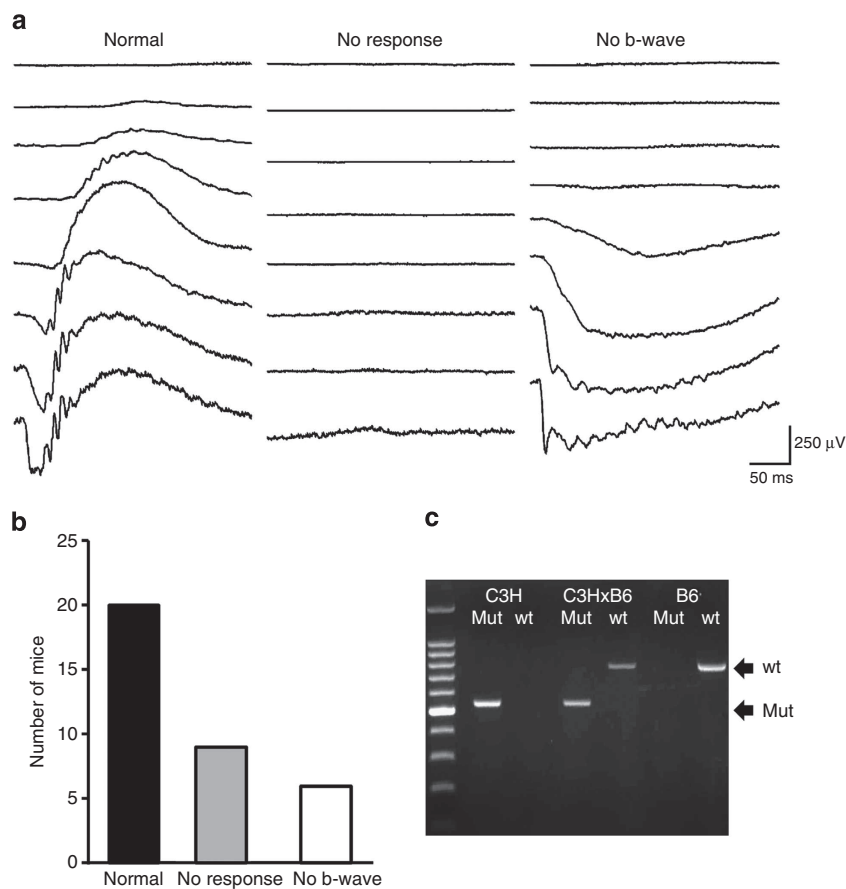 a
Normal No response No b-wave
250 µV
50 ms
b
Number of mice
25
20
15
10
5
0
Normal No response No b-wave
c
C3H C3HxB6 B6
Mut wt Mut wt Mut wt
wt
Mut